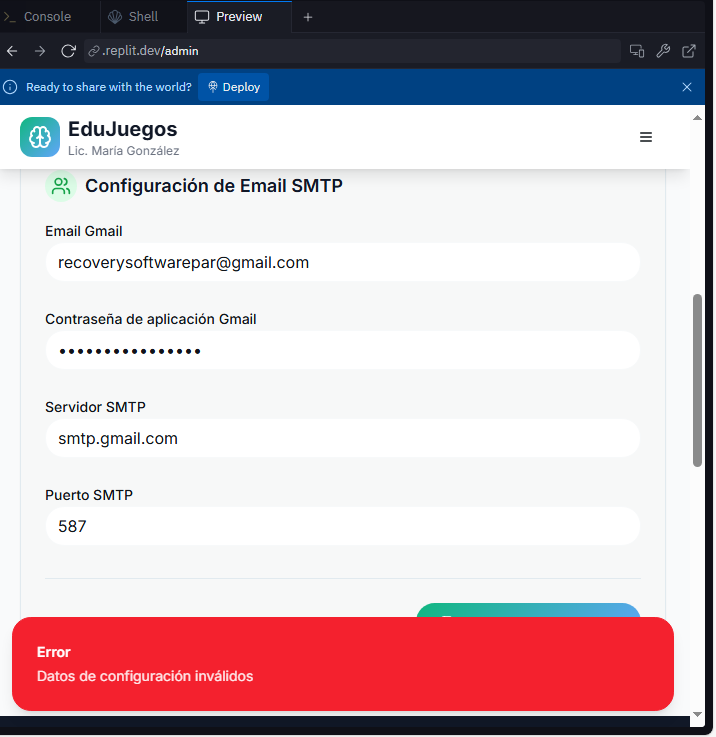 Console
Shell
Preview
.replit.dev/admin
Ready to share with the world?
Deploy
EduJuegos
Lic. María González
Configuración de Email SMTP
Email Gmail
recoverysoftwarepar@gmail.com
Contraseña de aplicación Gmail
••••••••••••••••
Servidor SMTP
smtp.gmail.com
Puerto SMTP
587
Error
Datos de configuración inválidos